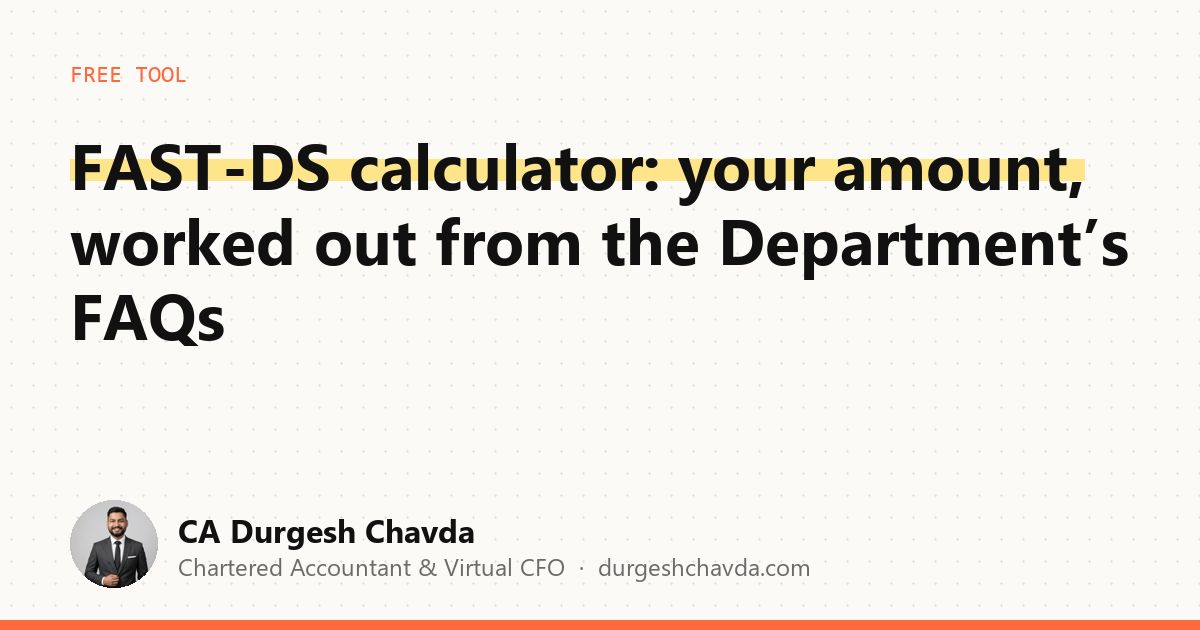 FREE TOOL
FAST-DS calculator: your amount,
worked out from the Department’s
FAQs
CA Durgesh Chavda
Chartered Accountant & Virtual CFO · durgeshchavda.com